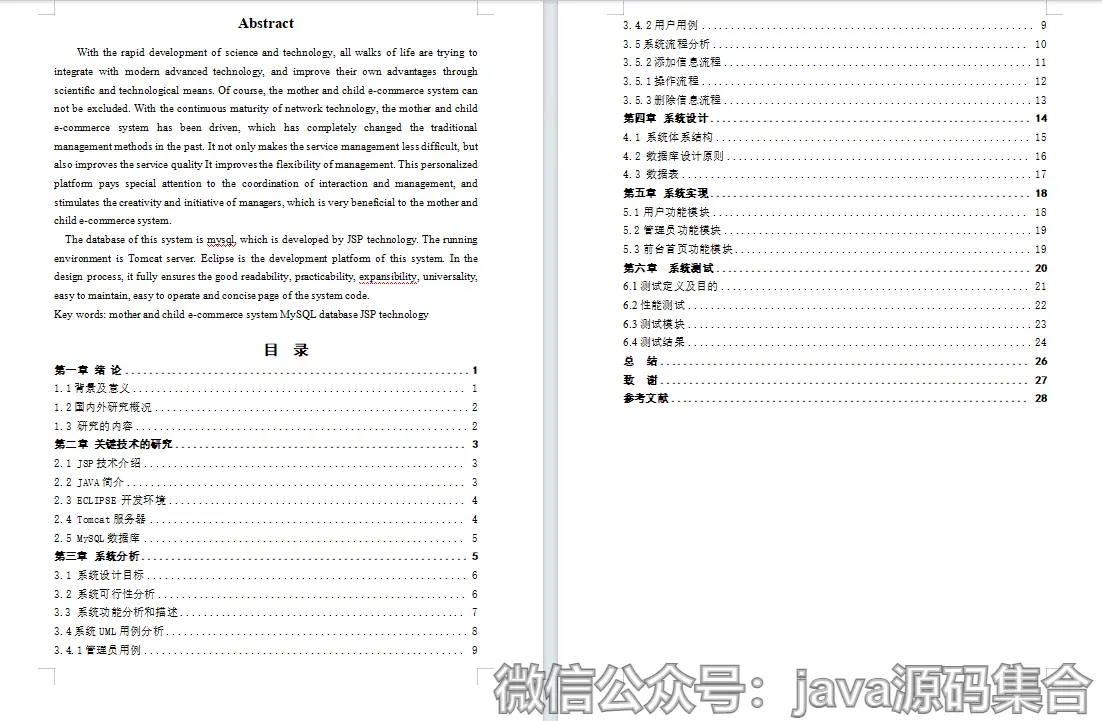 Abstract
With the rapid development of science and technology, all walks of life are trying to
integrate with modern advanced technology, and improve their own advantages through
scientific and technological means. Of course, the mother and child e-commerce system can
not be excluded. With the continuous maturity of network technology, the mother and child
e-commerce system has been driven, which has completely changed the traditional
management methods in the past. It not only makes the service management less difficult, but
also improves the service quality It improves the flexibility of management. This personalized
platform pays special attention to the coordination of interaction and management, and
stimulates the creativity and initiative of managers, which is very beneficial to the mother and
child e-commerce system.
The database of this system is mysql, which is developed by JSP technology. The running
environment is Tomcat server. Eclipse is the development platform of this system. In the
design process, it fully ensures the good readability, practicability, expansibility, universality,
easy to maintain, easy to operate and concise page of the system code.
Key words: mother and child e-commerce system MySQL database JSP technology
目 录
第一章 绪 论 1
1.1背景及意义 1
1.2国内外研究概况 2
1.3 研究的内容 2
第二章 关键技术的研究 3
2.1 JSP技术介绍 3
2.2 JAVA简介 3
2.3 ECLIPSE 开发环境 4
2.4 Tomcat服务器 4
2.5 MySQL数据库 5
第三章 系统分析 5
3.1 系统设计目标 6
3.2 系统可行性分析 6
3.3 系统功能分析和描述 7
3.4系统UML用例分析 8
3.4.1管理员用例 9
3.4.2用户用例 9
3.5系统流程分析 10
3.5.2添加信息流程 11
3.5.1操作流程 12
3.5.3删除信息流程 13
第四章 系统设计 14
4.1 系统体系结构 15
4.2 数据库设计原则 16
4.3 数据表 17
第五章 系统实现 18
5.1用户功能模块 18
5.2管理员功能模块 19
5.3前台首页功能模块 19
第六章 系统测试 20
6.1测试定义及目的 21
6.2性能测试 22
6.3测试模块 23
6.4测试结果 24
总 结 26
致 谢 27
参考文献 28
微信公众号：java源码集合